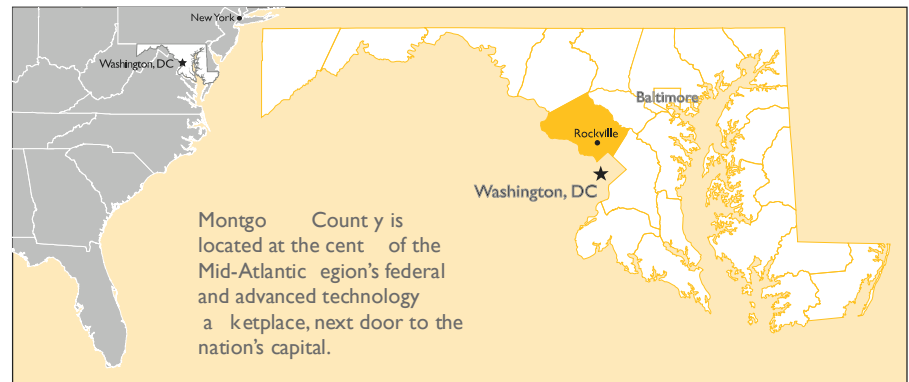 New York
Washington, DC
Baltimore
Rockville
Washington, DC
Montgo County is
located at the cent of the
Mid-Atlantic egion's federal
and advanced technology
a ketplace, next door to the
nation's capital.